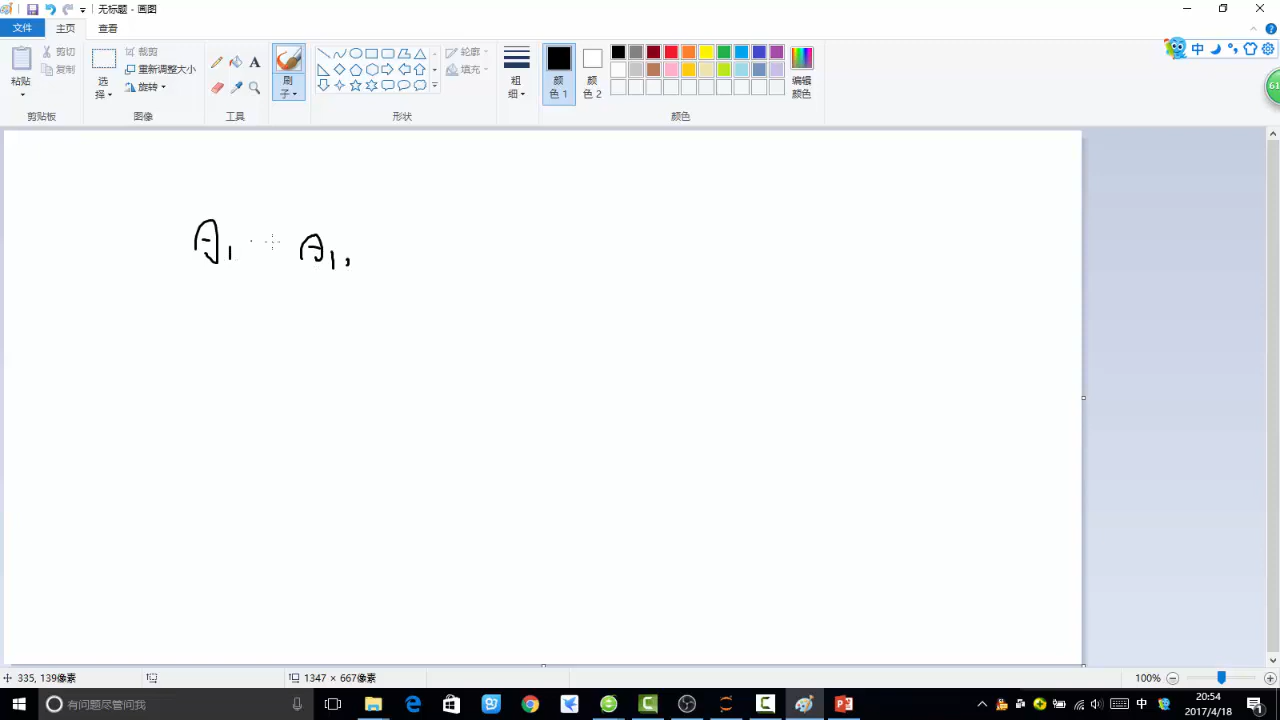 无标题 - 画图
文件 主页 查看
剪切 裁剪 轮廓
复制 重新调整大小 填充
粘贴 选择 旋转 刷子 粗细 颜色 1 颜色 2 编辑颜色
剪贴板 图像 工具 形状 颜色
中
61
A₁ · A₁,
335, 139像素 1347 × 667像素 100%
有问题尽管问我 中 20:54
2017/4/18